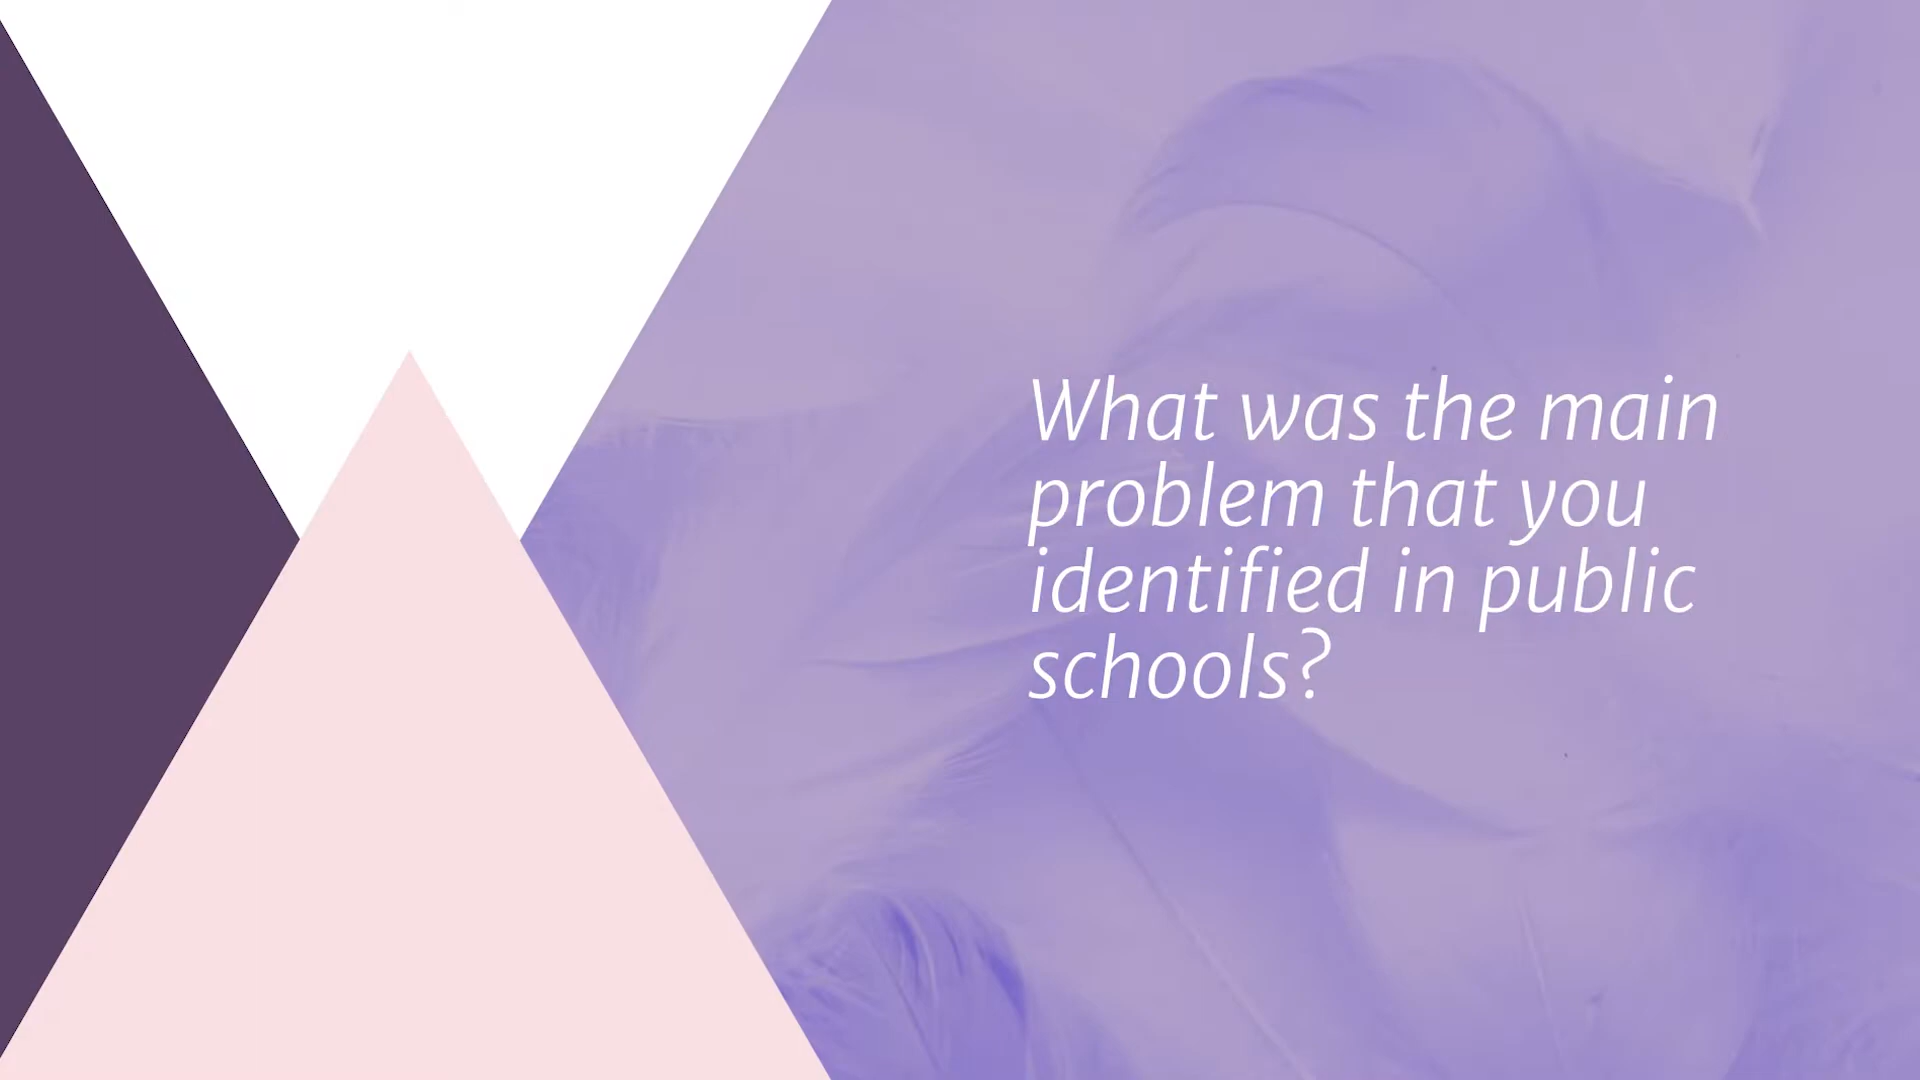 What was the main
problem that you
identified in public
schools?